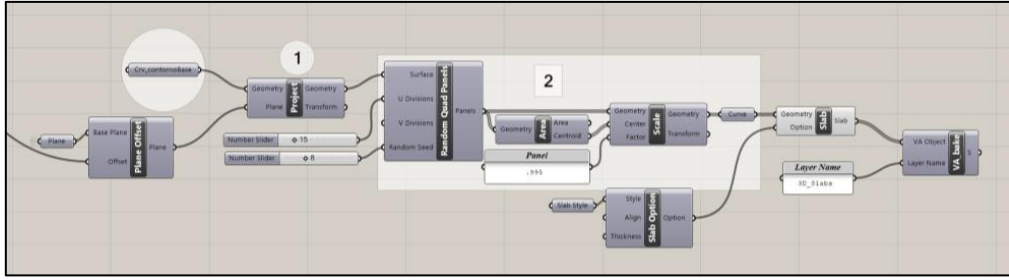 Crv_contornoBase
1
Geometry
Plane
Project
Geometry
Transform
Plane
Base Plane
Offset
Plane Offset
Plane
Number Slider
◇ 15
Number Slider
◇ 8
Surface
U Divisions
V Divisions
Random Seed
Random Quad Panels
Panels
2
Geometry
Area
Area
Centroid
Panel
.995
Geometry
Center
Factor
Scale
Geometry
Transform
Curve
Slab Style
Style
Align
Thickness
Slab Option
Option
Geometry
Option
Slab
Slab
Layer Name
3D_Slabs
VA Object
Layer Name
VA_bake
S